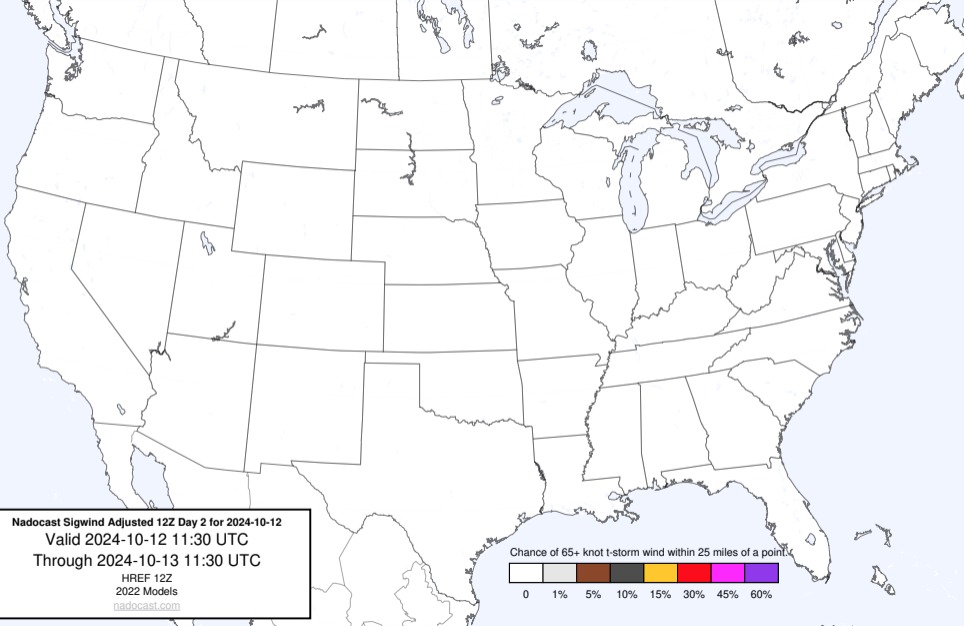 Nadocast Sigwind Adjusted 12Z Day 2 for 2024-10-12
Valid 2024-10-12 11:30 UTC
Through 2024-10-13 11:30 UTC
HREF 12Z
2022 Models
nadocast.com
Chance of 65+ knot t-storm wind within 25 miles of a point.
0 1% 5% 10% 15% 30% 45% 60%